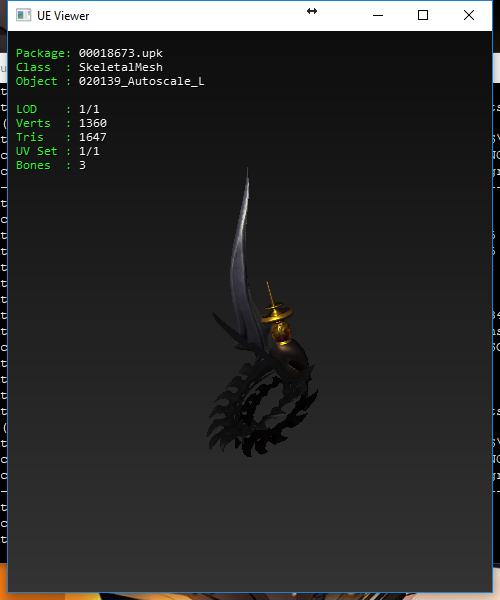 UE Viewer
Package: 00018673.upk
Class : SkeletalMesh
Object : 020139_Autoscale_L
LOD : 1/1
Verts : 1360
Tris : 1647
UV Set : 1/1
Bones : 3